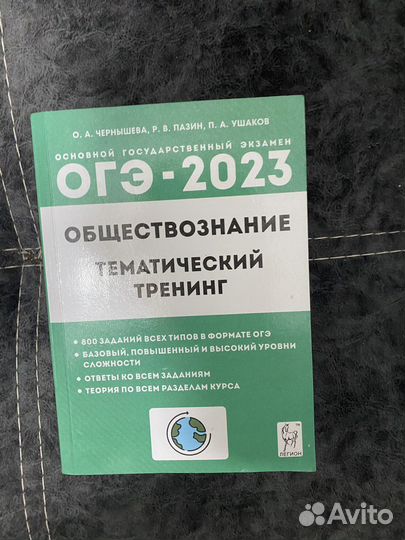 О. А. ЧЕРНЫШЕВА, Р. В. ПАЗИН, П. А. УШАКОВ
ОСНОВНОЙ ГОСУДАРСТВЕННЫЙ ЭКЗАМЕН
ОГЭ - 2023
ОБЩЕСТВОЗНАНИЕ
ТЕМАТИЧЕСКИЙ
ТРЕНИНГ
• 800 ЗАДАНИЙ ВСЕХ ТИПОВ В ФОРМАТЕ ОГЭ
• БАЗОВЫЙ, ПОВЫШЕННЫЙ И ВЫСОКИЙ УРОВНИ
СЛОЖНОСТИ
• ОТВЕТЫ КО ВСЕМ ЗАДАНИЯМ
• ТЕОРИЯ ПО ВСЕМ РАЗДЕЛАМ КУРСА
ЛЕГИОН
Avito